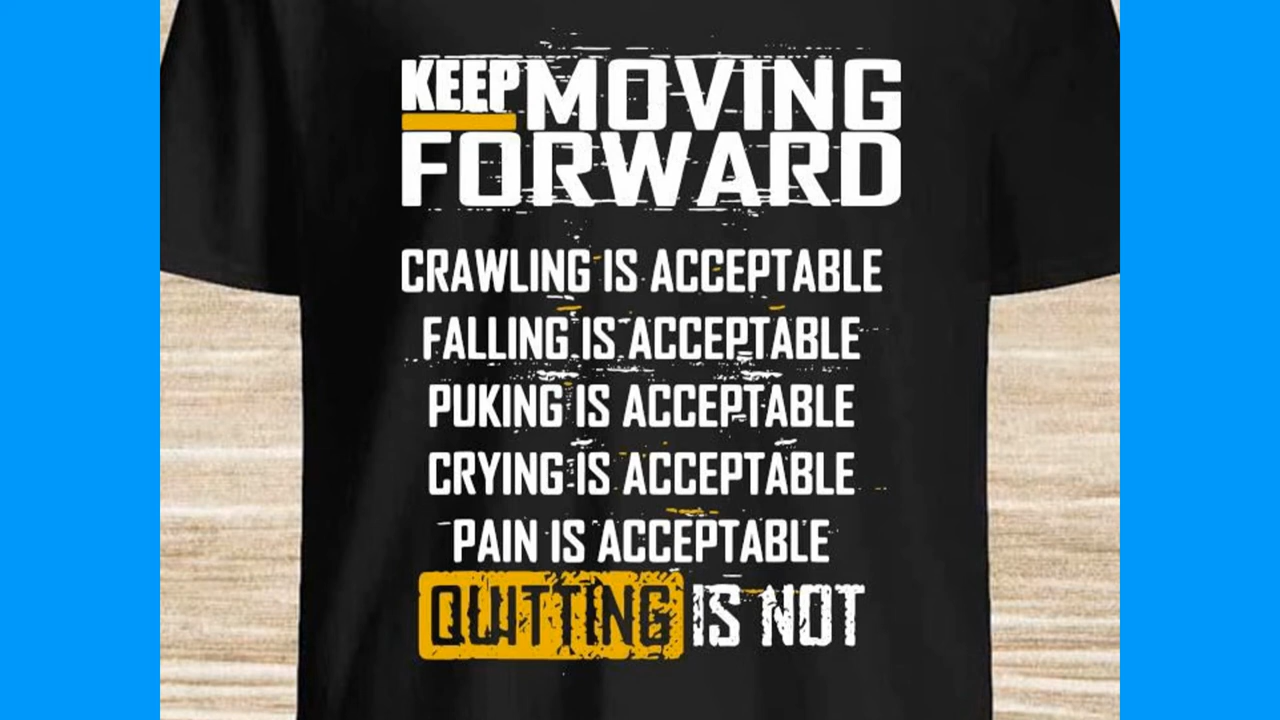 KEEP MOVING
FORWARD
CRAWLING IS ACCEPTABLE
FALLING IS ACCEPTABLE
PUKING IS ACCEPTABLE
CRYING IS ACCEPTABLE
PAIN IS ACCEPTABLE
QUITTING IS NOT